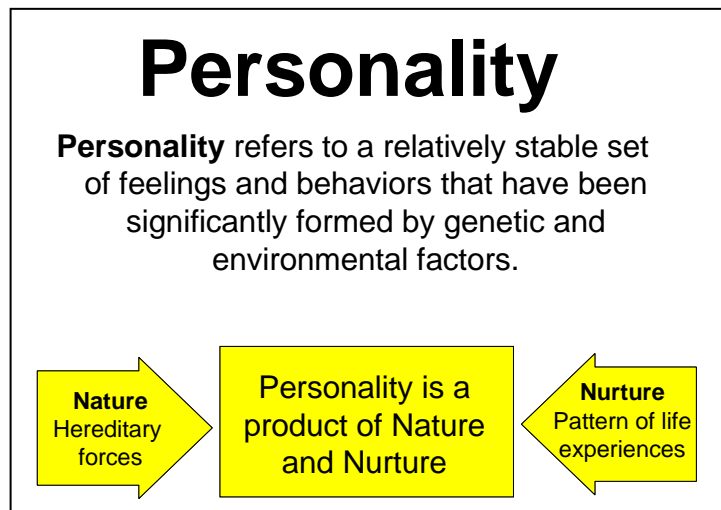 Personality
Personality refers to a relatively stable set
of feelings and behaviors that have been
significantly formed by genetic and
environmental factors.
Nature
Hereditary
forces
Personality is a
product of Nature
and Nurture
Nurture
Pattern of life
experiences